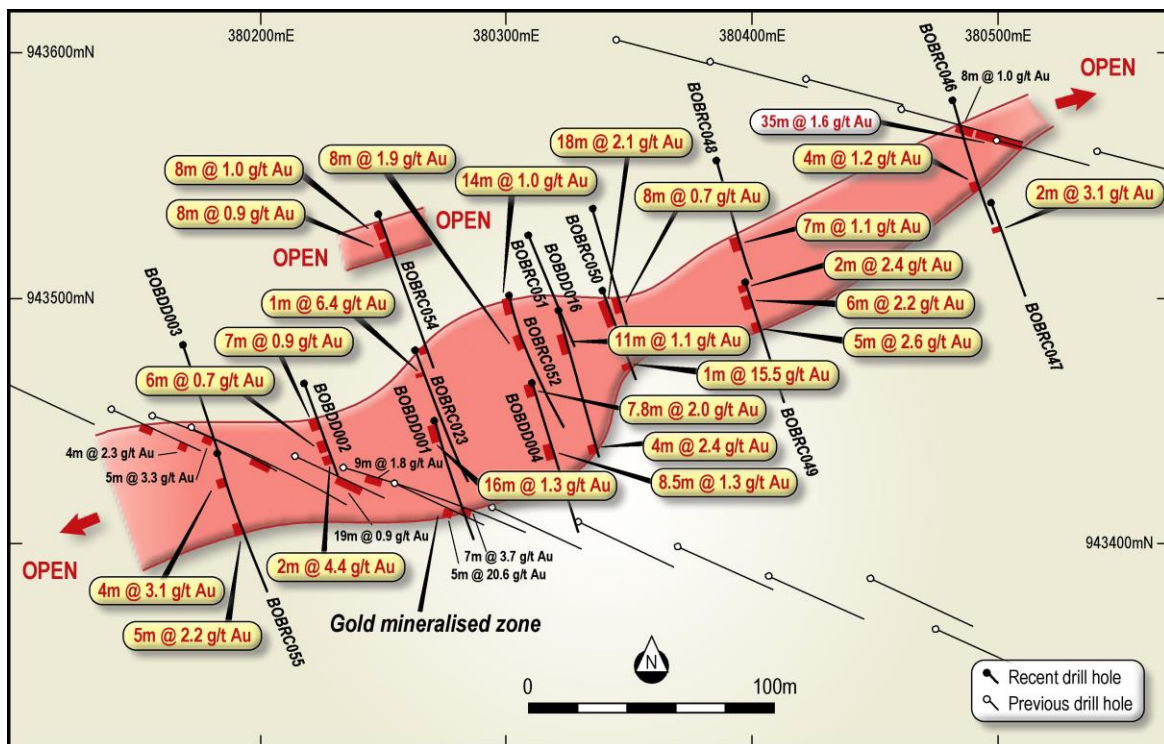 380200mE
380300mE
380400mE
380500mE
943600mN
BOBRC046
8m @ 1.0 g/t Au
OPEN
35m @ 1.6 g/t Au
18m @ 2.1 g/t Au
BOBRC048
8m @ 1.9 g/t Au
4m @ 1.2 g/t Au
8m @ 1.0 g/t Au
14m @ 1.0 g/t Au
8m @ 0.7 g/t Au
2m @ 3.1 g/t Au
8m @ 0.9 g/t Au
OPEN
7m @ 1.1 g/t Au
OPEN
BOBRC050
BOBDD016
BOBRC051
2m @ 2.4 g/t Au
943500mN
BOBDD003
1m @ 6.4 g/t Au
BOBRC054
6m @ 2.2 g/t Au
BOBRC047
7m @ 0.9 g/t Au
11m @ 1.1 g/t Au
5m @ 2.6 g/t Au
BOBRC052
1m @ 15.5 g/t Au
6m @ 0.7 g/t Au
BOBDD002
BOBRC023
BOBDD001
7.8m @ 2.0 g/t Au
BOBDD004
BOBRC049
4m @ 2.4 g/t Au
4m @ 2.3 g/t Au
9m @ 1.8 g/t Au
5m @ 3.3 g/t Au
16m @ 1.3 g/t Au
8.5m @ 1.3 g/t Au
19m @ 0.9 g/t Au
943400mN
943400mN
7m @ 3.7 g/t Au
OPEN
2m @ 4.4 g/t Au
5m @ 20.6 g/t Au
4m @ 3.1 g/t Au
Gold mineralised zone
5m @ 2.2 g/t Au
BOBRC055
N
0
100m
Recent drill hole
Previous drill hole